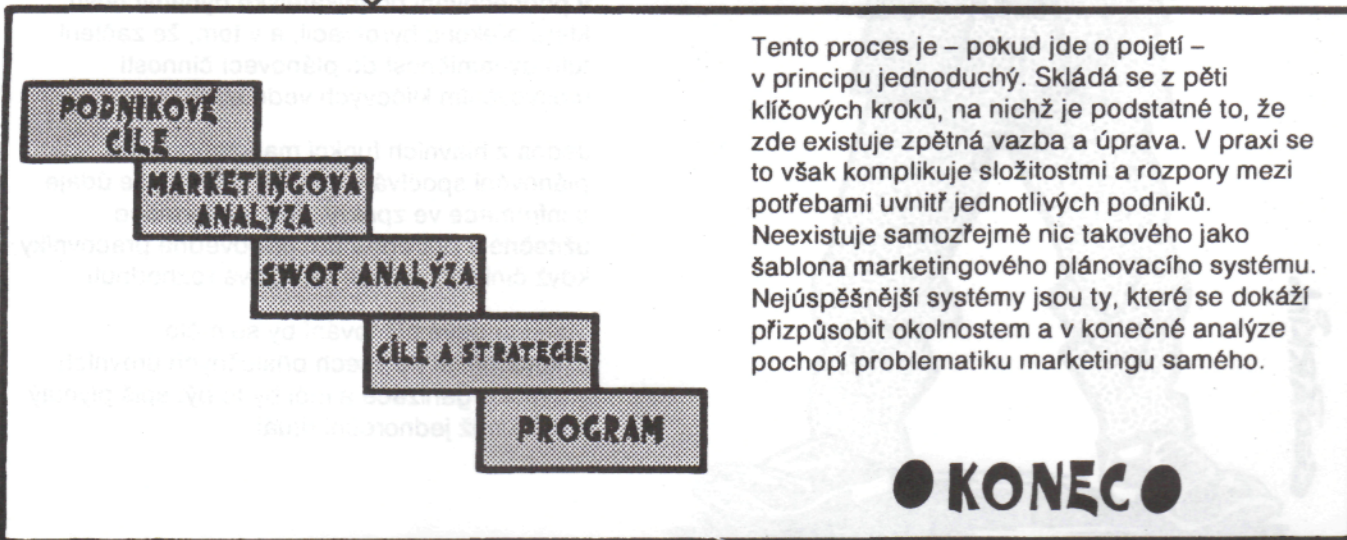 PODNIKOVÉ
CÍLE
MARKETINGOVÁ
ANALÝZA
SWOT ANALÝZA
CÍLE A STRATEGIE
PROGRAM
Tento proces je – pokud jde o pojetí –
v principu jednoduchý. Skládá se z pěti
klíčových kroků, na nichž je podstatné to, že
zde existuje zpětná vazba a úprava. V praxi se
to však komplikuje složitostmi a rozpory mezi
potřebami uvnitř jednotlivých podniků.
Neexistuje samozřejmě nic takového jako
šablona marketingového plánovacího systému.
Nejúspěšnější systémy jsou ty, které se dokáží
přizpůsobit okolnostem a v konečné analýze
pochopí problematiku marketingu samého.
KONEC